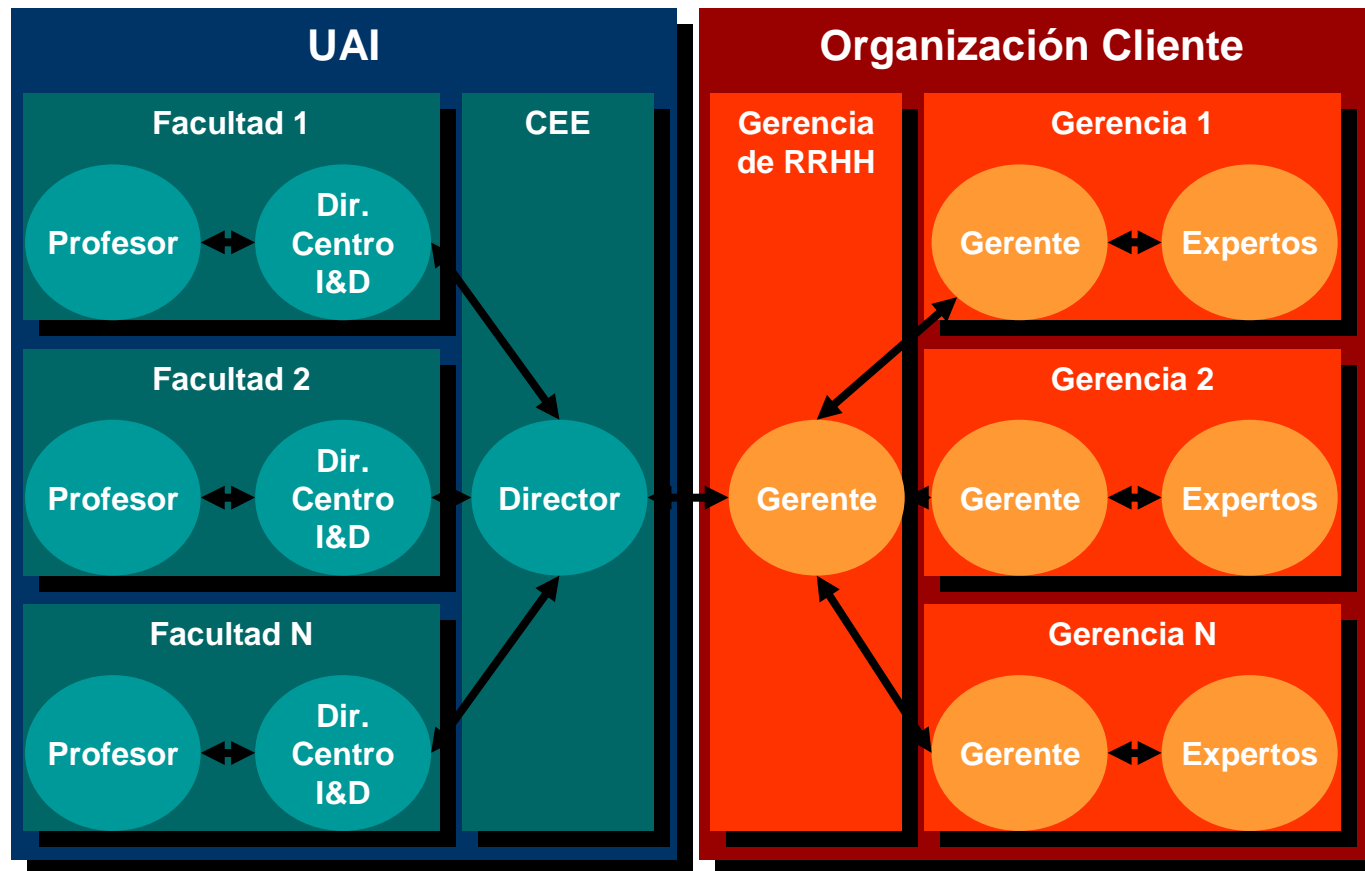 UAI
Facultad 1
Profesor
Dir.
Centro
I&D
Facultad 2
Profesor
Dir.
Centro
I&D
Facultad N
Profesor
Dir.
Centro
I&D
CEE
Director
Organización Cliente
Gerencia
de RRHH
Gerente
Gerencia 1
Gerente
Expertos
Gerencia 2
Gerente
Expertos
Gerencia N
Gerente
Expertos